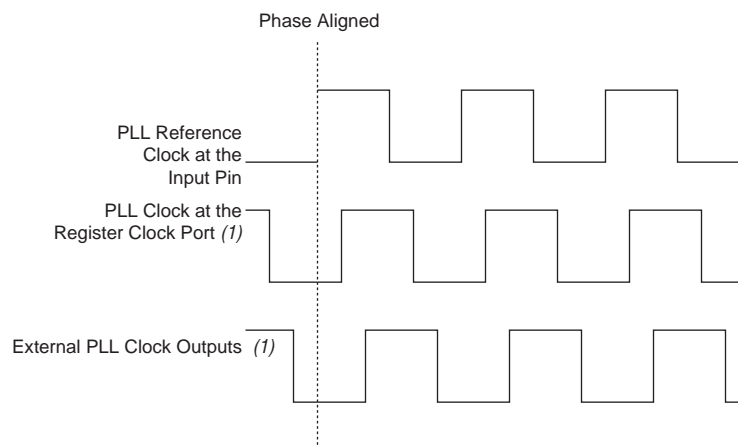 Phase Aligned
PLL Reference
Clock at the
Input Pin
PLL Clock at the
Register Clock Port (1)
External PLL Clock Outputs (1)